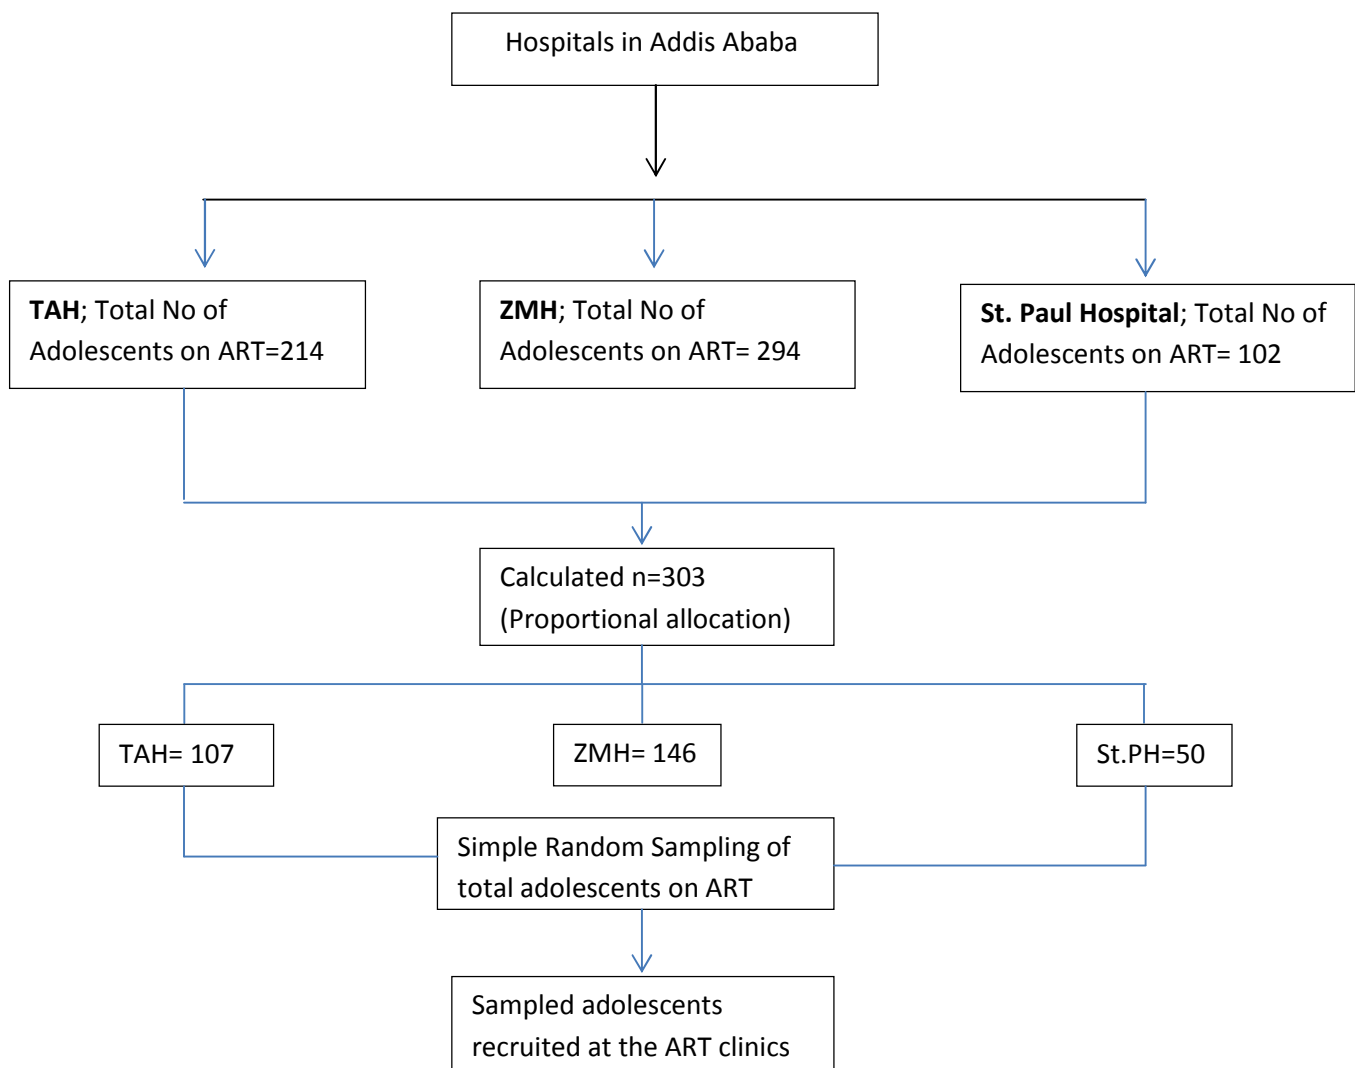 Hospitals in Addis Ababa
TAH; Total No of
Adolescents on ART=214
ZMH; Total No of
Adolescents on ART= 294
St. Paul Hospital; Total No of
Adolescents on ART= 102
Calculated n=303
(Proportional allocation)
TAH= 107
ZMH= 146
St.PH=50
Simple Random Sampling of
total adolescents on ART
Sampled adolescents
recruited at the ART clinics